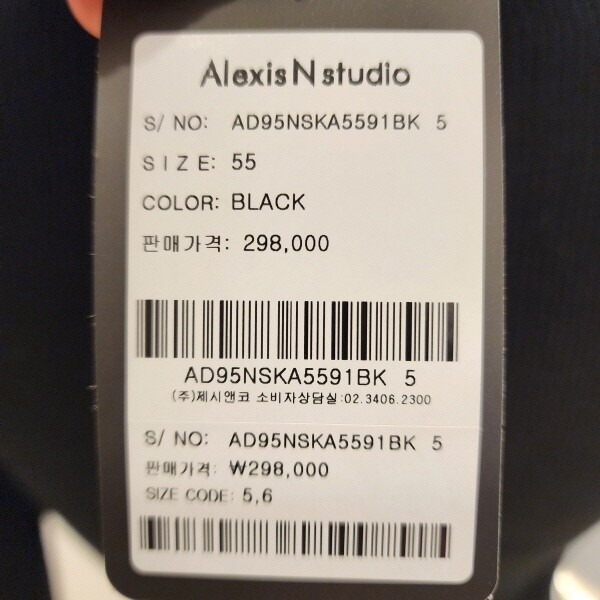 AlexisNstudio
S/ NO: AD95NSKA5591BK 5
SIZE: 55
COLOR: BLACK
판매가격: 298,000
AD95NSKA5591BK 5
(주)제시앤코 소비자상담실:02.3406.2300
S/ NO: AD95NSKA5591BK 5
판매가격: ₩298,000
SIZE CODE: 5,6